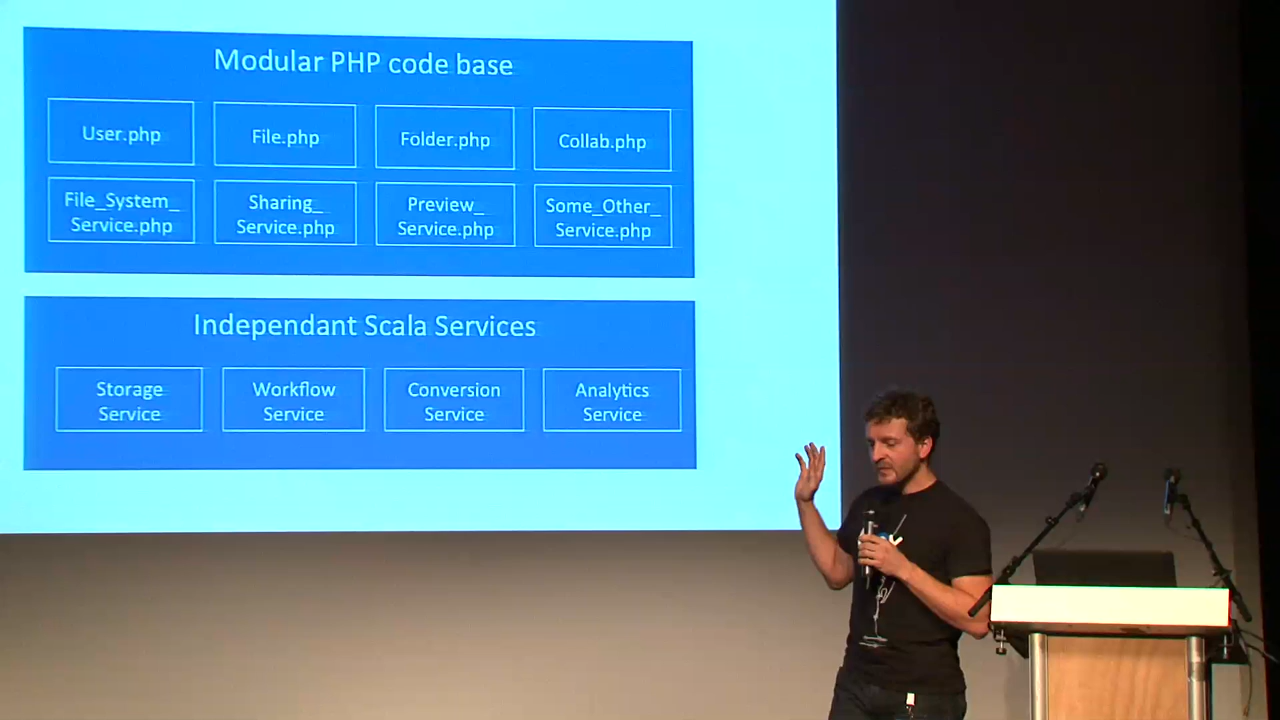 Modular PHP code base
User.php
File.php
Folder.php
Collab.php
File_System_
Service.php
Sharing_
Service.php
Preview_
Service.php
Some_Other_
Service.php
Independant Scala Services
Storage
Service
Workflow
Service
Conversion
Service
Analytics
Service